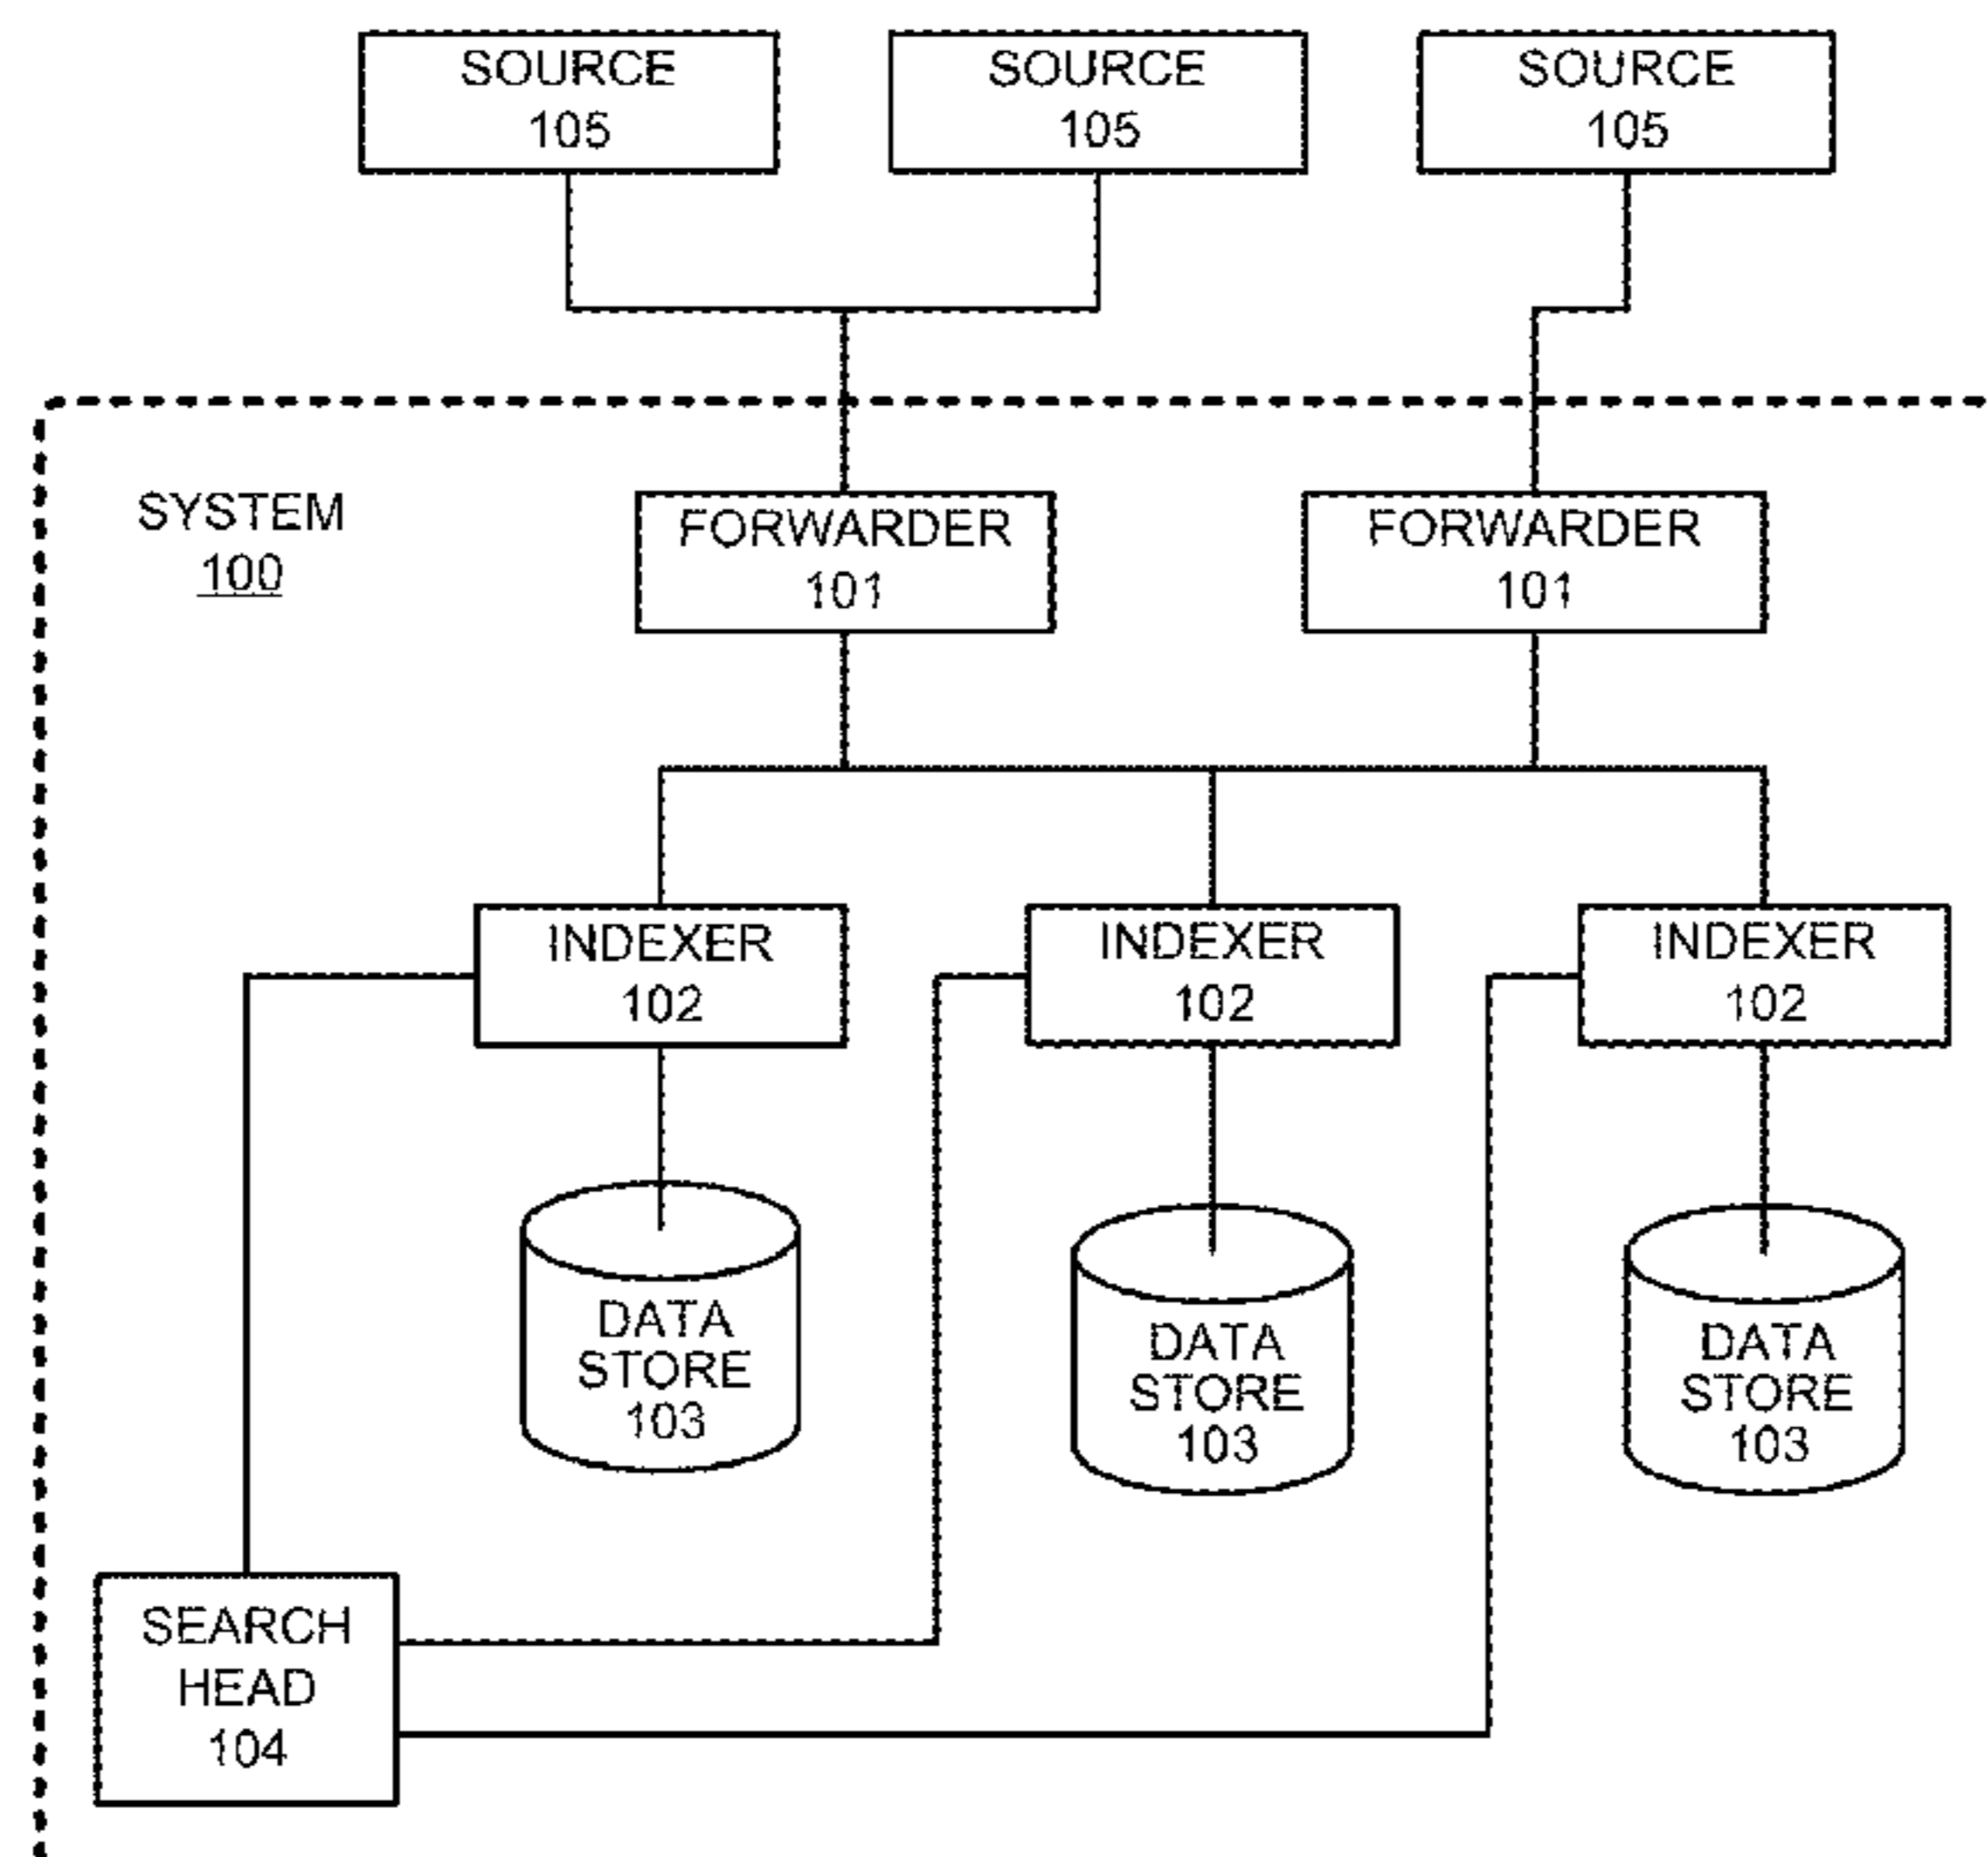 SOURCE
105
SOURCE
105
SOURCE
105
SYSTEM
100
FORWARDER
101
FORWARDER
101
INDEXER
102
INDEXER
102
INDEXER
102
DATA
STORE
103
DATA
STORE
103
DATA
STORE
103
SEARCH
HEAD
104